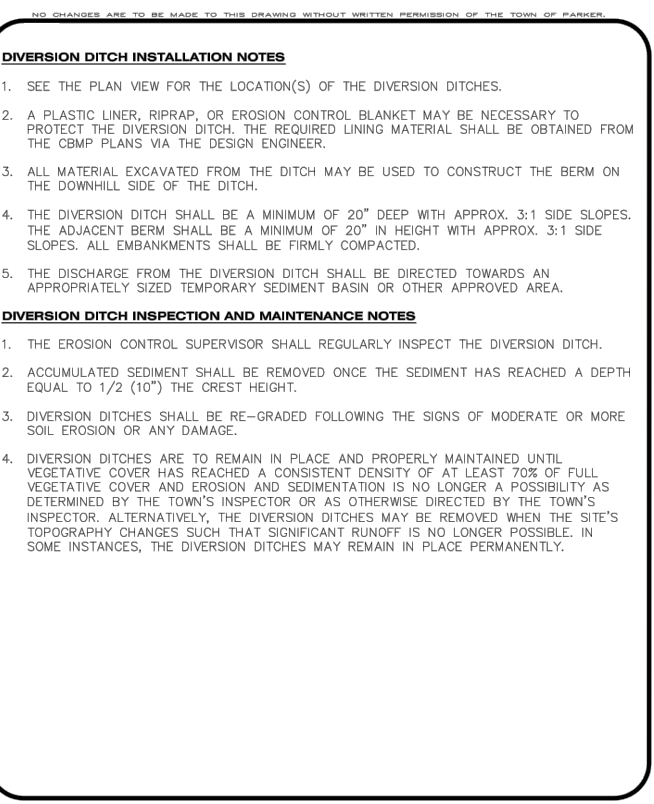 NO CHANGES ARE TO BE MADE TO THIS DRAWING WITHOUT WRITTEN PERMISSION OF THE TOWN OF PARKER.
DIVERSION DITCH INSTALLATION NOTES
1. SEE THE PLAN VIEW FOR THE LOCATION(S) OF THE DIVERSION DITCHES.
2. A PLASTIC LINER, RIPRAP, OR EROSION CONTROL BLANKET MAY BE NECESSARY TO
PROTECT THE DIVERSION DITCH. THE REQUIRED LINING MATERIAL SHALL BE OBTAINED FROM
THE CBMP PLANS VIA THE DESIGN ENGINEER.
3. ALL MATERIAL EXCAVATED FROM THE DITCH MAY BE USED TO CONSTRUCT THE BERM ON
THE DOWNHILL SIDE OF THE DITCH.
4. THE DIVERSION DITCH SHALL BE A MINIMUM OF 20" DEEP WITH APPROX. 3:1 SIDE SLOPES.
THE ADJACENT BERM SHALL BE A MINIMUM OF 20" IN HEIGHT WITH APPROX. 3:1 SIDE
SLOPES. ALL EMBANKMENTS SHALL BE FIRMLY COMPACTED.
5. THE DISCHARGE FROM THE DIVERSION DITCH SHALL BE DIRECTED TOWARDS AN
APPROPRIATELY SIZED TEMPORARY SEDIMENT BASIN OR OTHER APPROVED AREA.
DIVERSION DITCH INSPECTION AND MAINTENANCE NOTES
1. THE EROSION CONTROL SUPERVISOR SHALL REGULARLY INSPECT THE DIVERSION DITCH.
2. ACCUMULATED SEDIMENT SHALL BE REMOVED ONCE THE SEDIMENT HAS REACHED A DEPTH
EQUAL TO 1/2 (10") THE CREST HEIGHT.
3. DIVERSION DITCHES SHALL BE RE-GRADED FOLLOWING THE SIGNS OF MODERATE OR MORE
SOIL EROSION OR ANY DAMAGE.
4. DIVERSION DITCHES ARE TO REMAIN IN PLACE AND PROPERLY MAINTAINED UNTIL
VEGETATIVE COVER HAS REACHED A CONSISTENT DENSITY OF AT LEAST 70% OF FULL
VEGETATIVE COVER AND EROSION AND SEDIMENTATION IS NO LONGER A POSSIBILITY AS
DETERMINED BY THE TOWN'S INSPECTOR OR AS OTHERWISE DIRECTED BY THE TOWN'S
INSPECTOR. ALTERNATIVELY, THE DIVERSION DITCHES MAY BE REMOVED WHEN THE SITE'S
TOPOGRAPHY CHANGES SUCH THAT SIGNIFICANT RUNOFF IS NO LONGER POSSIBLE. IN
SOME INSTANCES, THE DIVERSION DITCHES MAY REMAIN IN PLACE PERMANENTLY.